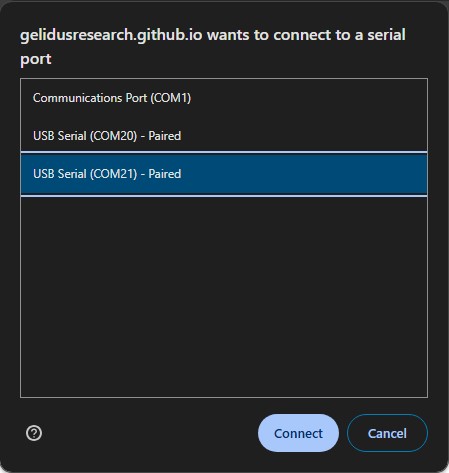 gelidusresearch.github.io wants to connect to a serial
port
Communications Port (COM1)
USB Serial (COM20) - Paired
USB Serial (COM21) - Paired
Connect
Cancel